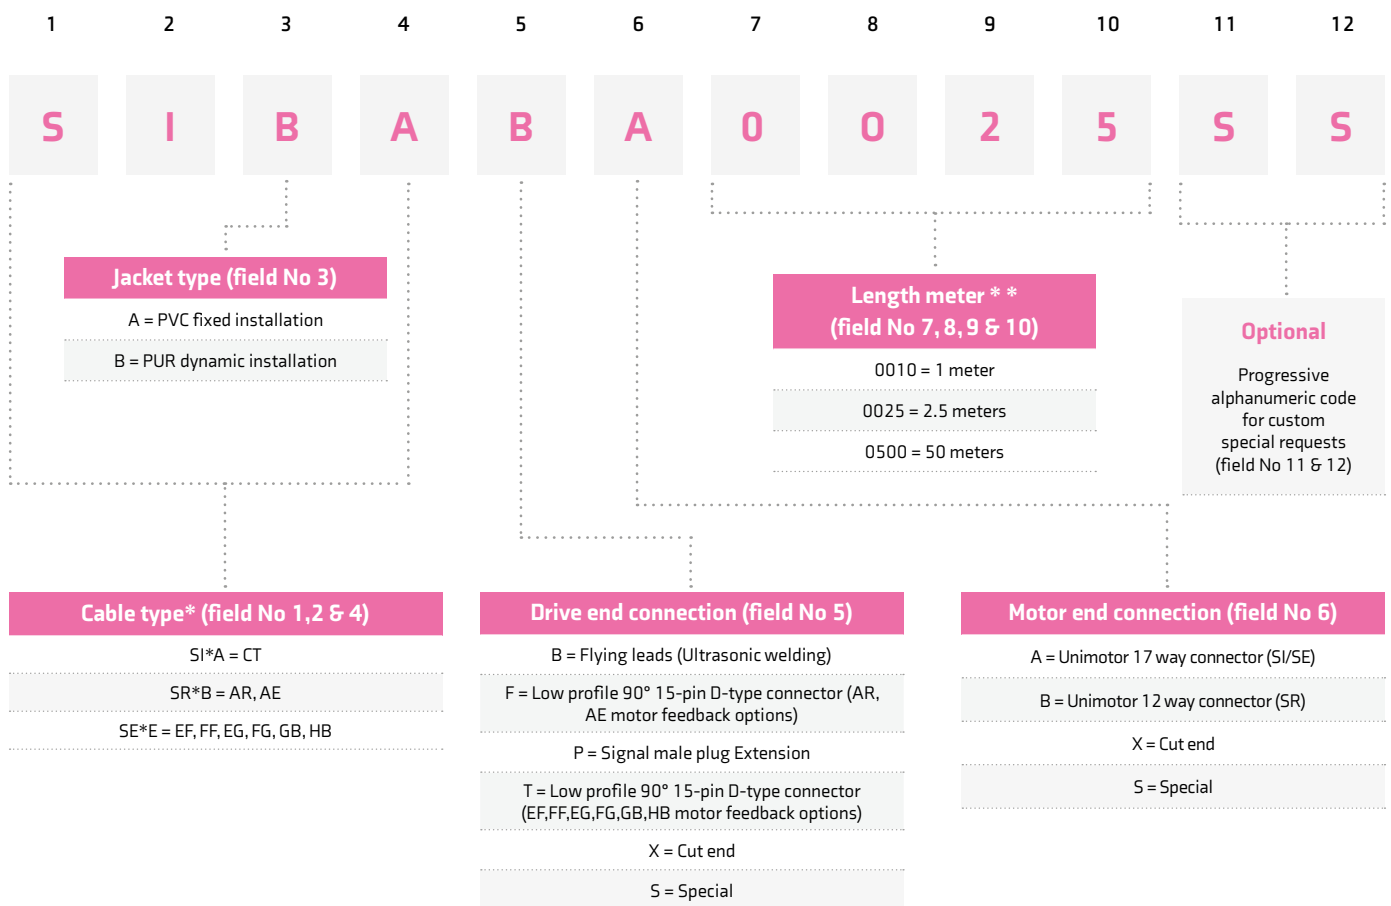 1 2 3 4 5 6 7 8 9 10 11 12
S I B A B A 0 0 2 5 S S
Jacket type (field No 3)
A = PVC fixed installation
B = PUR dynamic installation
Length meter * *
(field No 7, 8, 9 & 10)
0010 = 1 meter
0025 = 2.5 meters
0500 = 50 meters
Optional
Progressive
alphanumeric code
for custom
special requests
(field No 11 & 12)
Cable type* (field No 1,2 & 4)
SI*A = CT
SR*B = AR, AE
SE*E = EF, FF, EG, FG, GB, HB
Drive end connection (field No 5)
B = Flying leads (Ultrasonic welding)
F = Low profile 90° 15-pin D-type connector (AR,
AE motor feedback options)
P = Signal male plug Extension
T = Low profile 90° 15-pin D-type connector
(EF,FF,EG,FG,GB,HB motor feedback options)
X = Cut end
S = Special
Motor end connection (field No 6)
A = Unimotor 17 way connector (SI/SE)
B = Unimotor 12 way connector (SR)
X = Cut end
S = Special